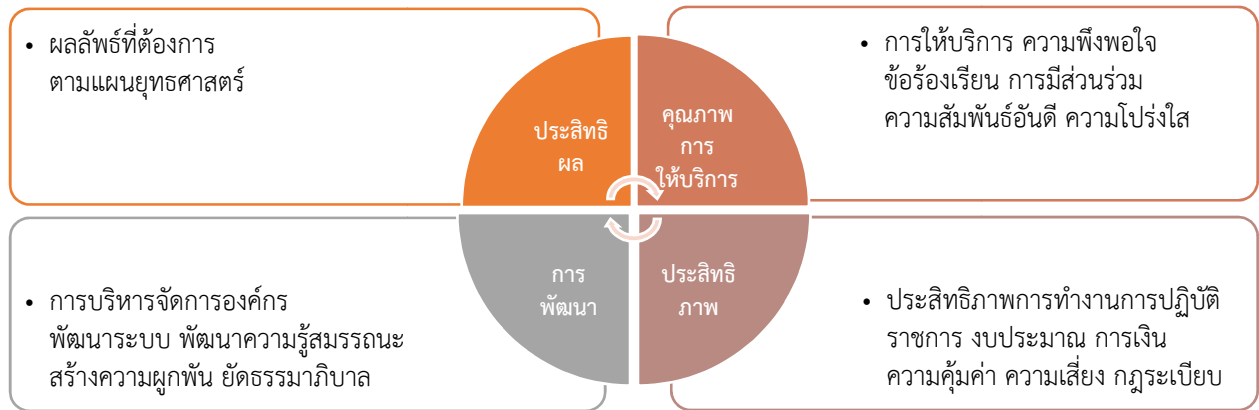 • ผลลัพธ์ที่ต้องการ
ตามแผนยุทธศาสตร์
ประสิทธิ
ผล
คุณภาพ
การ
ให้บริการ
• การให้บริการ ความพึงพอใจ
ข้อร้องเรียน การมีส่วนร่วม
ความสัมพันธ์อันดี ความโปร่งใส
• การบริหารจัดการองค์กร
พัฒนาระบบ พัฒนาความรู้สมรรถนะ
สร้างความผูกพัน ยัดธรรมาภิบาล
การ
พัฒนา
ประสิทธิ
ภาพ
• ประสิทธิภาพการทำงานการปฏิบัติ
ราชการ งบประมาณ การเงิน
ความคุ้มค่า ความเสี่ยง กฎระเบียบ